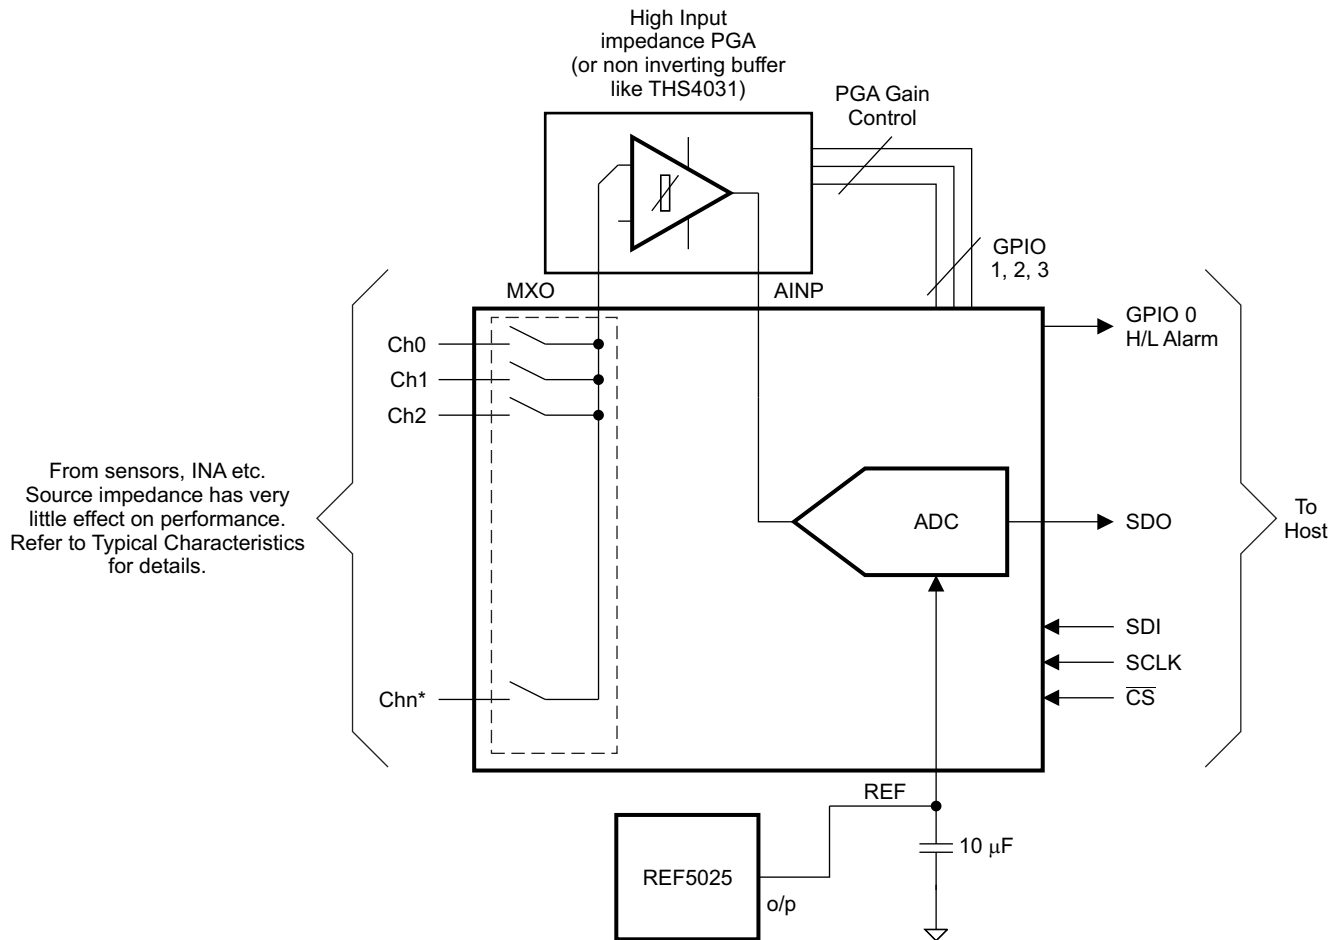 High Input
impedance PGA
(or non inverting buffer
like THS4031)
PGA Gain
Control
GPIO
1, 2, 3
MXO
AINP
GPIO 0
H/L Alarm
Ch0
Ch1
Ch2
From sensors, INA etc.
Source impedance has very
little effect on performance.
Refer to Typical Characteristics
for details.
ADC
SDO
To
Host
SDI
SCLK
C̅S̅
Chn*
REF
10 μF
REF5025
o/p